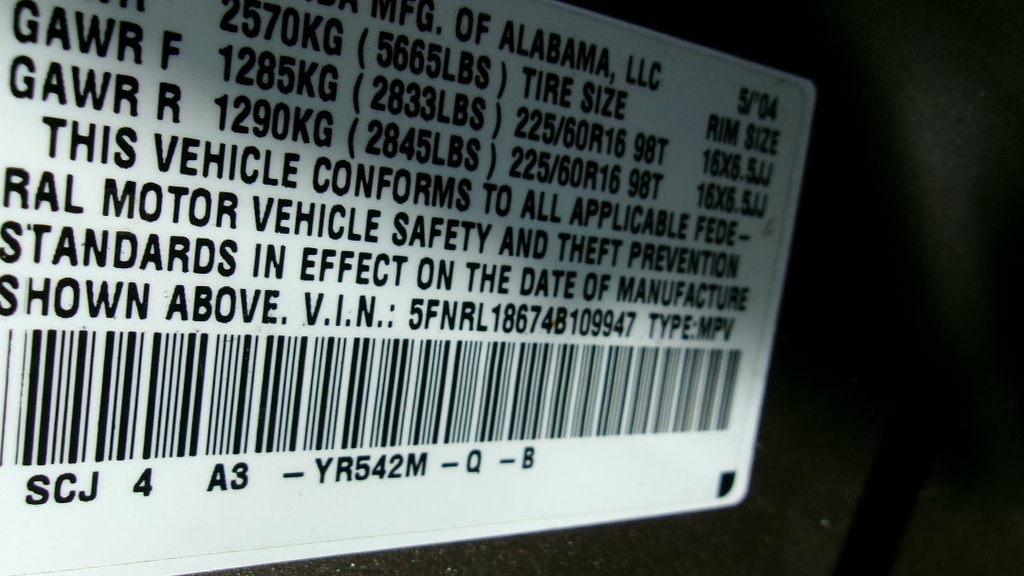 MFG. OF ALABAMA, LLC 5/'04
2570KG (5665LBS) TIRE SIZE RIM SIZE
GAWR F 1285KG (2833LBS) 225/60R16 98T 16X6.5JJ
GAWR R 1290KG (2845LBS) 225/60R16 98T 16X6.5JJ
THIS VEHICLE CONFORMS TO ALL APPLICABLE FEDE-
RAL MOTOR VEHICLE SAFETY AND THEFT PREVENTION
STANDARDS IN EFFECT ON THE DATE OF MANUFACTURE
SHOWN ABOVE. V.I.N.: 5FNRL18674B109947 TYPE:MPV
SCJ 4 A3 -YR542M -Q -B